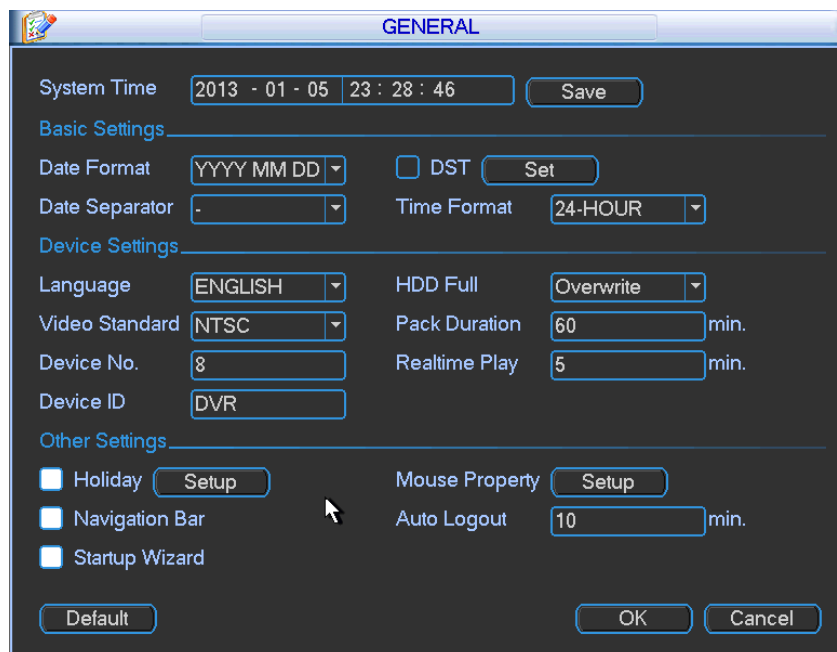 GENERAL
System Time 2013 - 01 - 05 23 : 28 : 46 Save
Basic Settings
Date Format YYYY MM DD DST Set
Date Separator - Time Format 24-HOUR
Device Settings
Language ENGLISH HDD Full Overwrite
Video Standard NTSC Pack Duration 60 min.
Device No. 8 Realtime Play 5 min.
Device ID DVR
Other Settings
Holiday Setup Mouse Property Setup
Navigation Bar Auto Logout 10 min.
Startup Wizard
Default OK Cancel